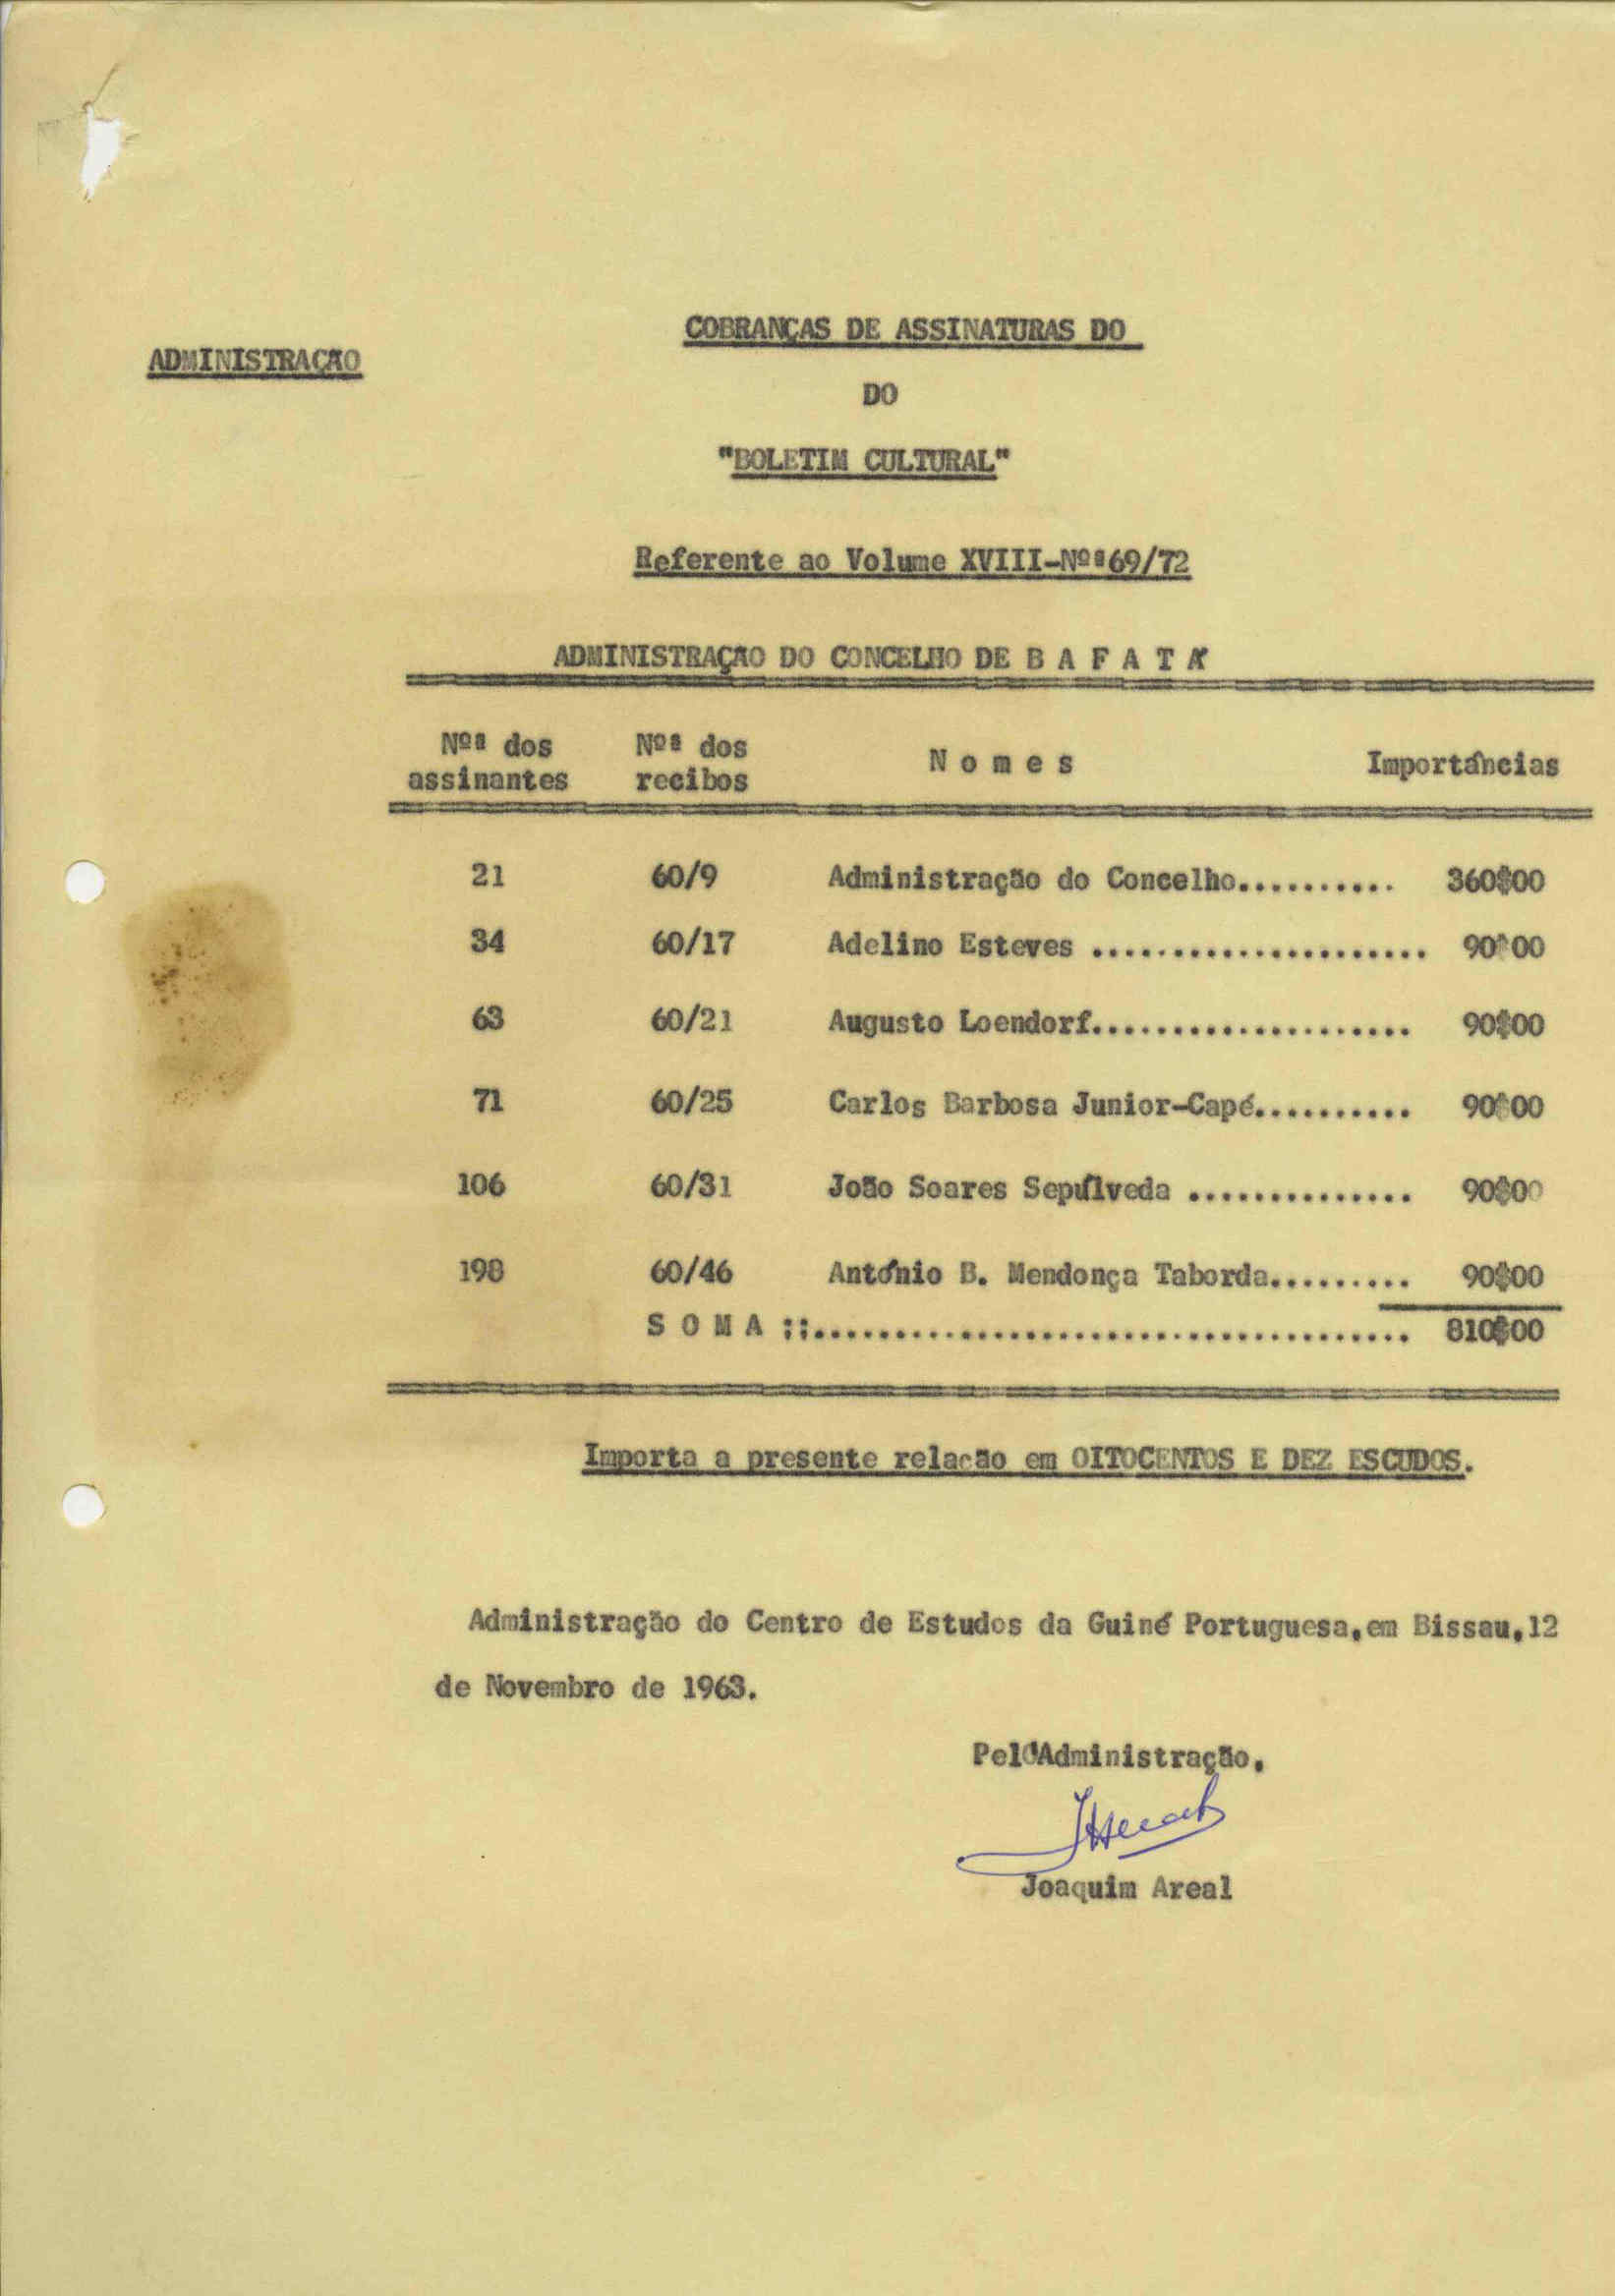 COBRANÇAS DE ASSINATURAS DO
ADMINISTRAÇÃO
DO
"BOLETIM CULTURAL"
Referente ao Volume XVIII-Nºs69/72
ADMINISTRAÇÃO DO CONCELHO DE B A F A T Á
Nºs dos Nºs dos N o m e s Importâncias
assinantes recibos
21 60/9 Administração do Concelho.......... 360$00
34 60/17 Adelino Esteves ..................... 90$00
63 60/21 Augusto Loendorf.................... 90$00
71 60/25 Carlos Barbosa Junior-Capé.......... 90$00
106 60/31 João Soares Sepúlveda .............. 90$00
198 60/46 António B. Mendonça Taborda......... 90$00
S O M A ::..................................... 810$00
Importa a presente relação em OITOCENTOS E DEZ ESCUDOS.
Administração do Centro de Estudos da Guiné Portuguesa,em Bissau,12
de Novembro de 1963.
Pel'Administração,
Joaquim Areal